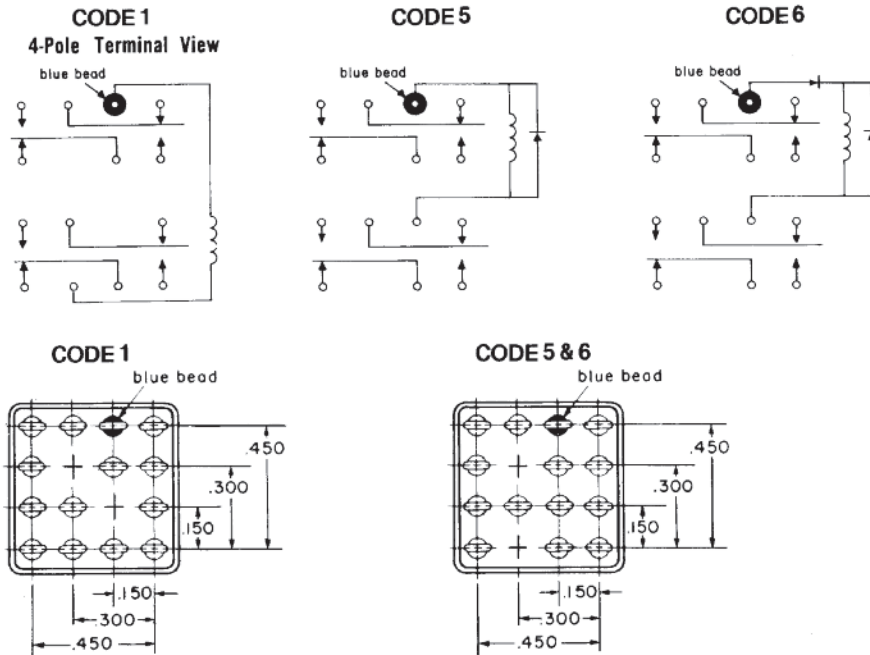 CODE 1
CODE 5
CODE 6
4-Pole Terminal View
blue bead
blue bead
blue bead
CODE 1
CODE 5 & 6
blue bead
blue bead
.450
.300
.150
.150
.300
.450
.450
.300
.150
.150
.300
.450